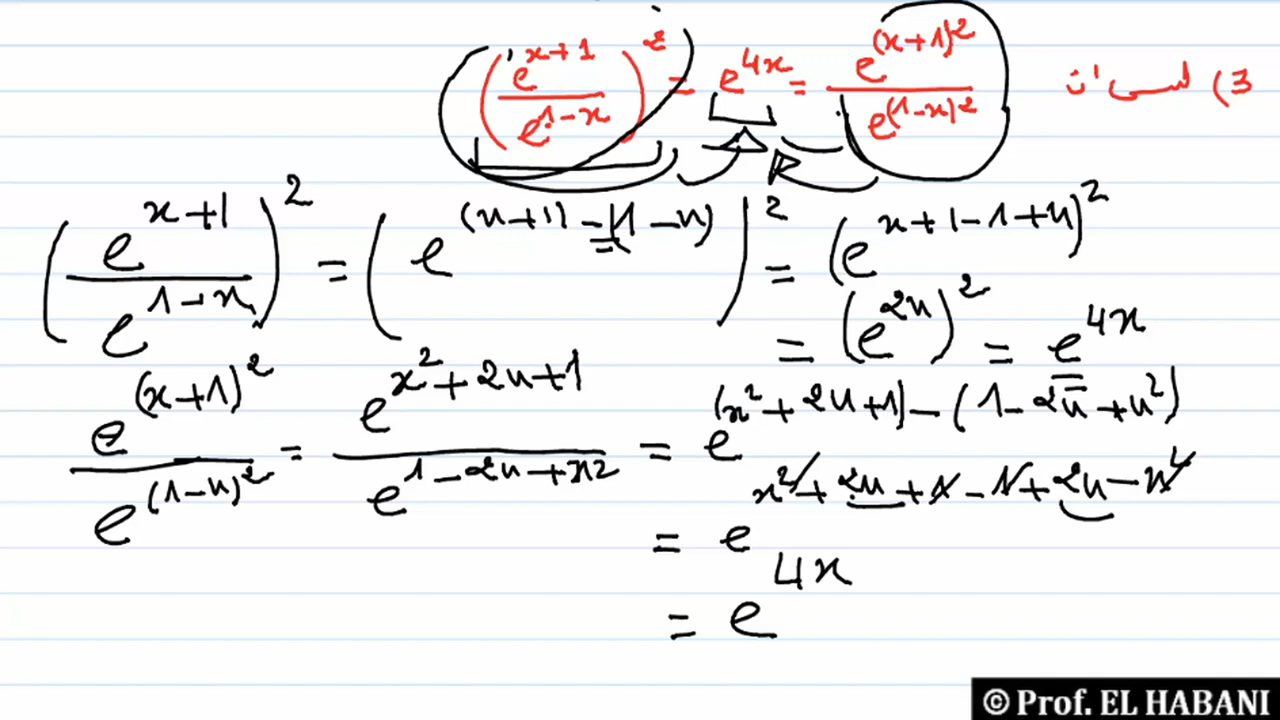 3) لنبين أن (e^{x+1}/e^{1-x})^2 = e^{4x} = e^{(x+1)^2}/e^{(1-x)^2}
(e^{x+1}/e^{1-x})^2 = (e^{(x+1)-(1-x)})^2 = (e^{x+1-1+x})^2
= (e^{2x})^2 = e^{4x}
e^{(x+1)^2}/e^{(1-x)^2} = e^{x^2+2x+1}/e^{1-2x+x^2} = e^{(x^2+2x+1)-(1-2x+x^2)}
= e^{x^2+2x+1-1+2x-x^2}
= e^{4x}
© Prof. EL HABANI